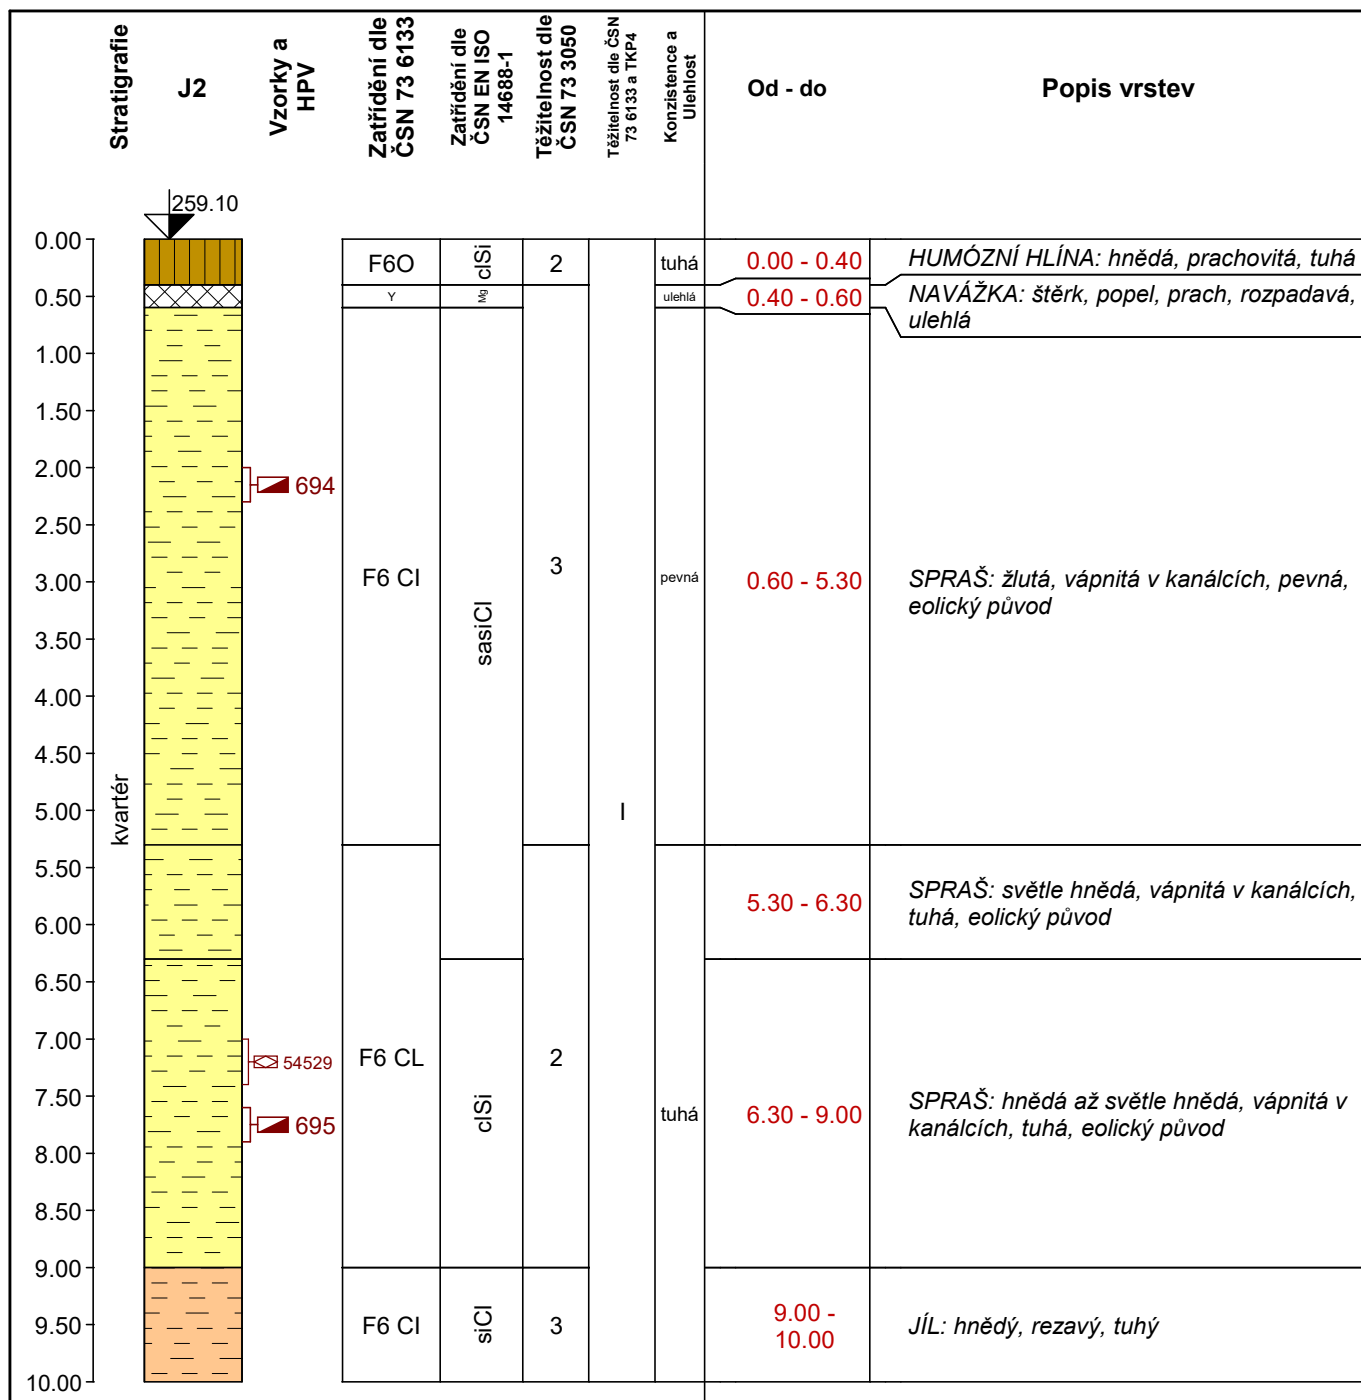 Stratigrafie
J2
Vzorky a
HPV
Zatřídění dle
ČSN 73 6133
Zatřídění dle
ČSN EN ISO
14688-1
Těžitelnost dle
ČSN 73 3050
Těžitelnost dle ČSN
73 6133 a TKP4
Konzistence a
Ulehlost
Od - do
Popis vrstev
259.10
0.00
F6O
clSi
2
tuhá
0.00 - 0.40
HUMÓZNÍ HLÍNA: hnědá, prachovitá, tuhá
0.50
Y
Mg
ulehlá
0.40 - 0.60
NAVÁŽKA: štěrk, popel, prach, rozpadavá,
ulehlá
1.00
1.50
2.00
694
2.50
3.00
F6 CI
sasiCl
3
pevná
0.60 - 5.30
SPRAŠ: žlutá, vápnitá v kanálcích, pevná,
eolický původ
3.50
4.00
4.50
kvartér
5.00
I
5.50
5.30 - 6.30
SPRAŠ: světle hnědá, vápnitá v kanálcích,
tuhá, eolický původ
6.00
6.50
7.00
54529
F6 CL
clSi
2
7.50
695
tuhá
6.30 - 9.00
SPRAŠ: hnědá až světle hnědá, vápnitá v
kanálcích, tuhá, eolický původ
8.00
8.50
9.00
9.50
F6 CI
siCl
3
9.00 -
10.00
JÍL: hnědý, rezavý, tuhý
10.00